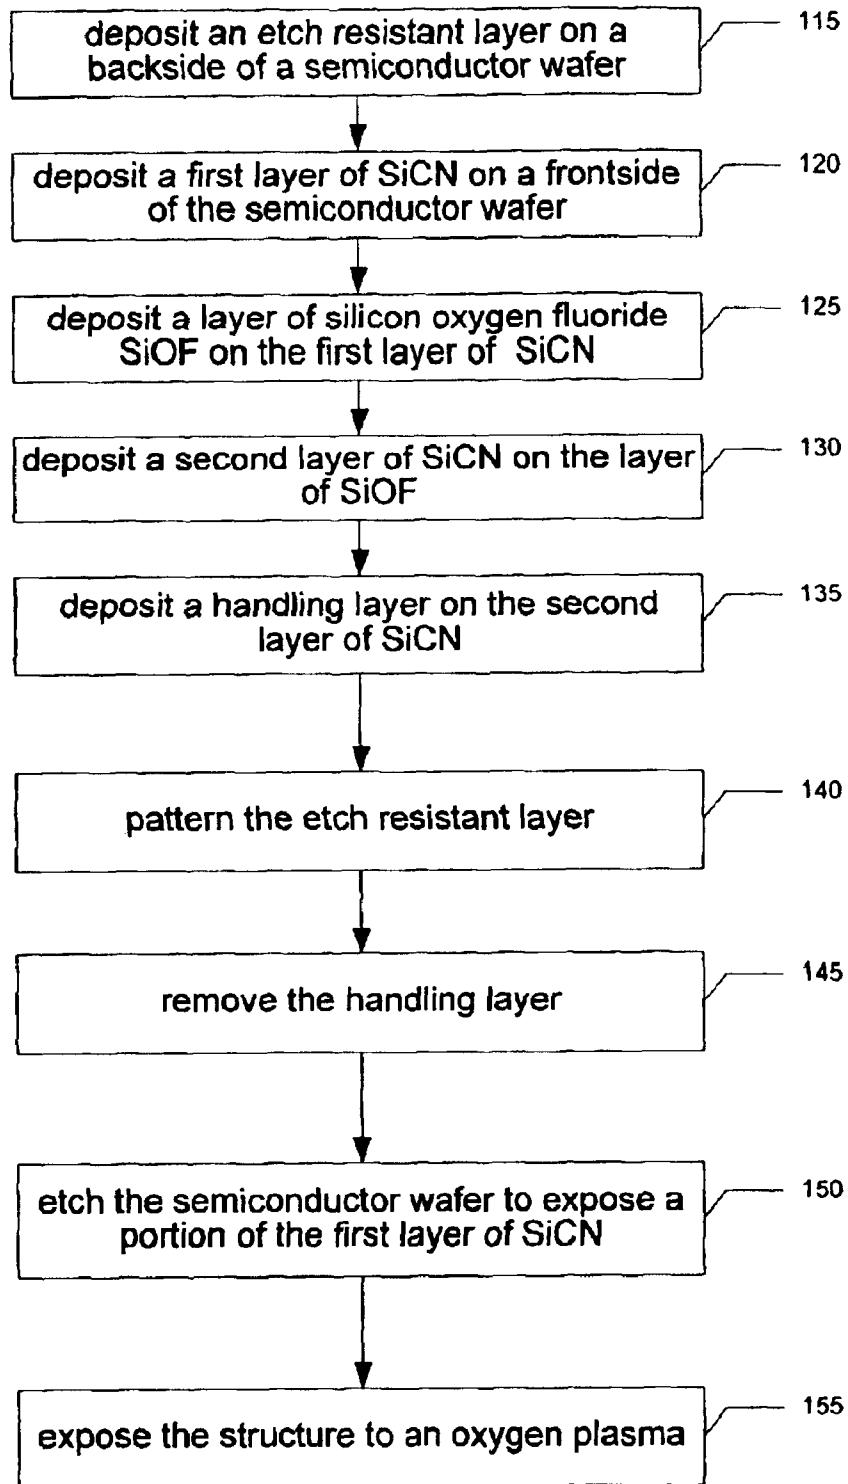 deposit an etch resistant layer on a
backside of a semiconductor wafer
115
deposit a first layer of SiCN on a frontside
of the semiconductor wafer
120
deposit a layer of silicon oxygen fluoride
SiOF on the first layer of SiCN
125
deposit a second layer of SiCN on the layer
of SiOF
130
deposit a handling layer on the second
layer of SiCN
135
pattern the etch resistant layer
140
remove the handling layer
145
etch the semiconductor wafer to expose a
portion of the first layer of SiCN
150
expose the structure to an oxygen plasma
155